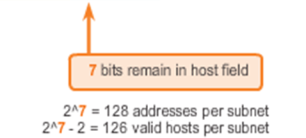 7 bits remain in host field
2^7 = 128 addresses per subnet
2^7 - 2 = 126 valid hosts per subnet